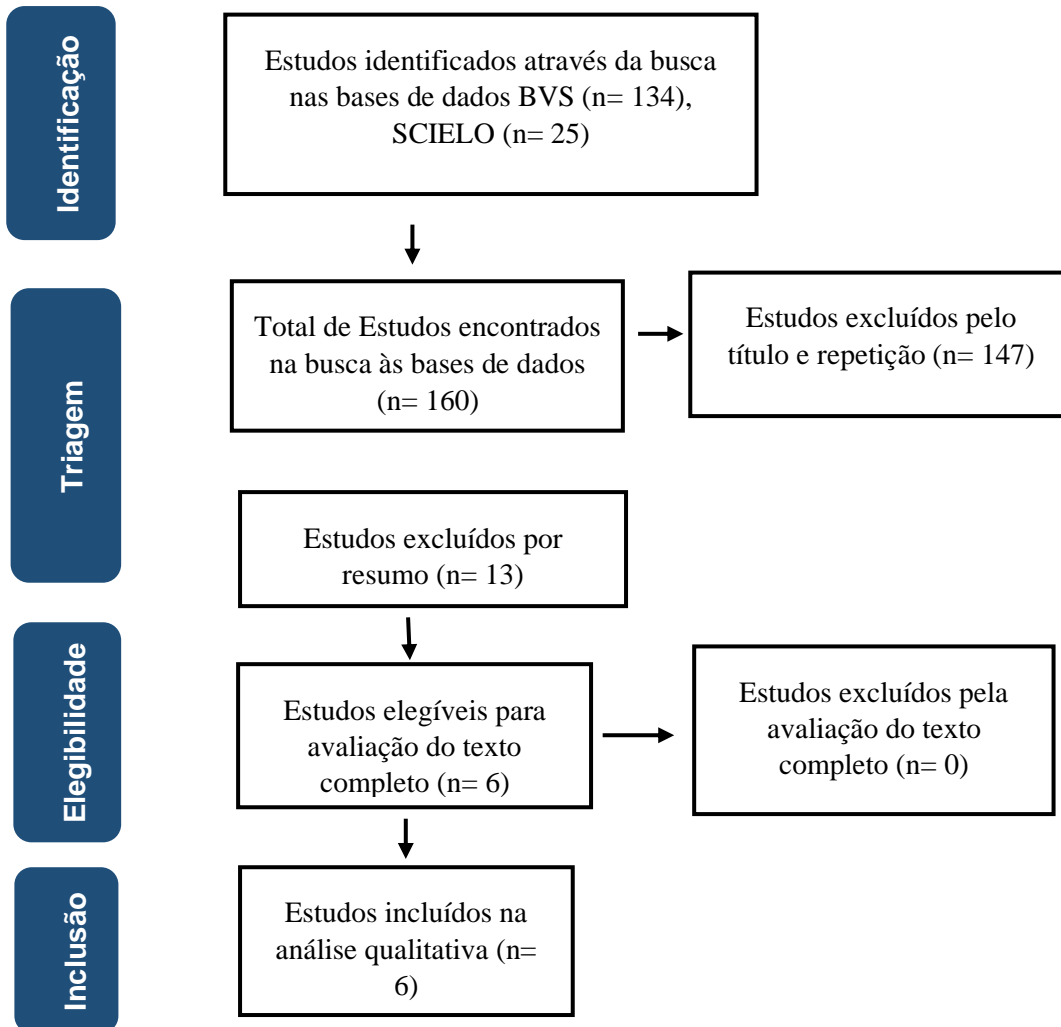 Identificação
Estudos identificados através da busca
nas bases de dados BVS (n= 134),
SCIELO (n= 25)
Triagem
Total de Estudos encontrados
na busca às bases de dados
(n= 160)
Estudos excluídos pelo
título e repetição (n= 147)
Estudos excluídos por
resumo (n= 13)
Elegibilidade
Estudos elegíveis para
avaliação do texto
completo (n= 6)
Estudos excluídos pela
avaliação do texto
completo (n= 0)
Inclusão
Estudos incluídos na
análise qualitativa (n=
6)